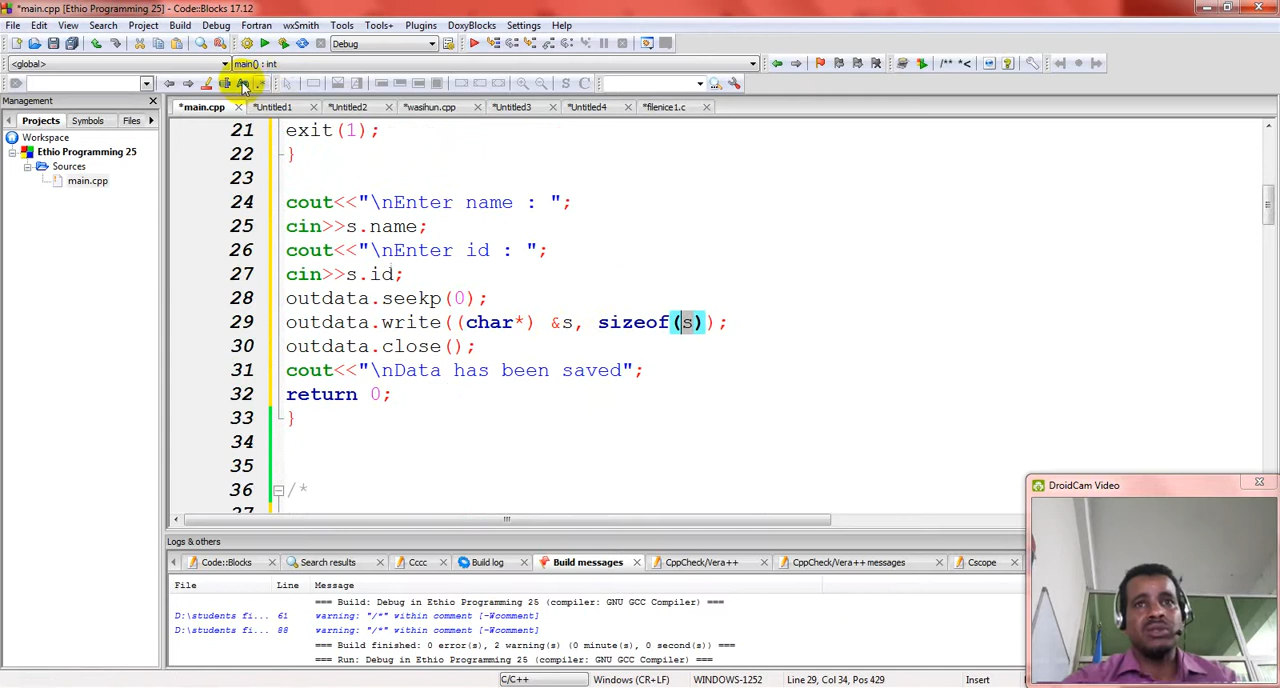 *main.cpp [Ethio Programming 25] - Code::Blocks 17.12
File Edit View Search Project Build Debug Fortran wxSmith Tools Tools+ Plugins DoxyBlocks Settings Help
Debug
<global> main() : int
/** *<
S C
Management
*main.cpp *Untitled1 *Untitled2 *wasihun.cpp *Untitled3 *Untitled4 *filenice1.c
Projects Symbols Files
Workspace
Ethio Programming 25
Sources
main.cpp
21 exit(1);
22 }
23
24 cout<<"\nEnter name : ";
25 cin>>s.name;
26 cout<<"\nEnter id : ";
27 cin>>s.id;
28 outdata.seekp(0);
29 outdata.write((char*) &s, sizeof(s));
30 outdata.close();
31 cout<<"\nData has been saved";
32 return 0;
33 }
34
35
36 /*
37
DroidCam Video
Logs & others
Code::Blocks Search results Cccc Build log Build messages CppCheck/Vera++ CppCheck/Vera++ messages Cscope
File Line Message
=== Build: Debug in Ethio Programming 25 (compiler: GNU GCC Compiler) ===
D:\students fi... 61 warning: "/*" within comment [-Wcomment]
D:\students fi... 88 warning: "/*" within comment [-Wcomment]
=== Build finished: 0 error(s), 2 warning(s) (0 minute(s), 0 second(s)) ===
=== Run: Debug in Ethio Programming 25 (compiler: GNU GCC Compiler) ===
C/C++ Windows (CR+LF) WINDOWS-1252 Line 29, Col 34, Pos 429 Insert